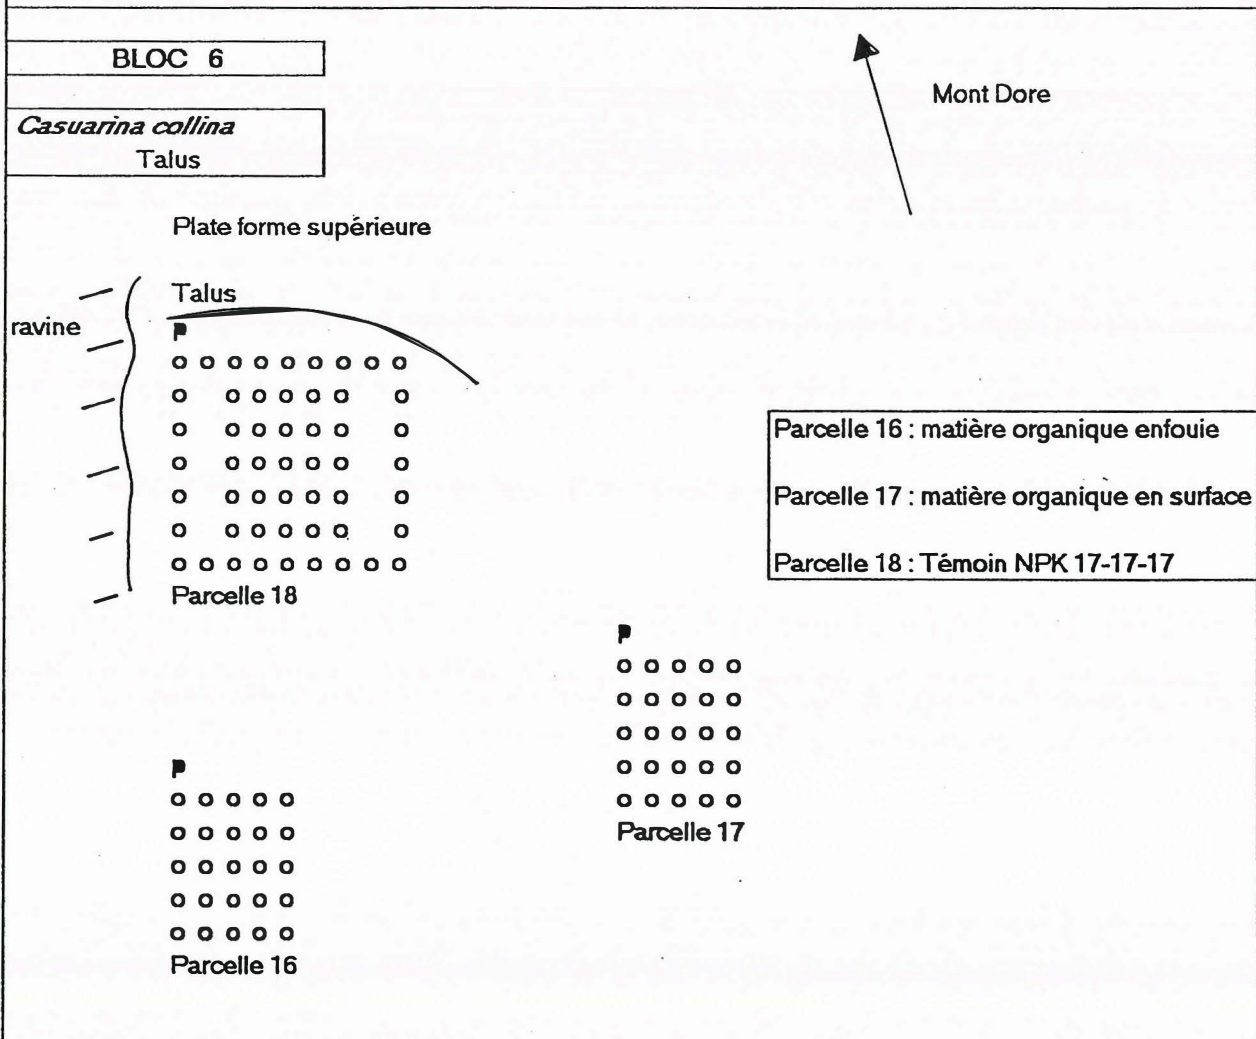 BLOC 6
Casuarina collina
Talus
Mont Dore
Plate forme supérieure
Talus
ravine
P
Parcelle 18
Parcelle 16 : matière organique enfouie
Parcelle 17 : matière organique en surface
Parcelle 18 : Témoin NPK 17-17-17
P
Parcelle 17
P
Parcelle 16